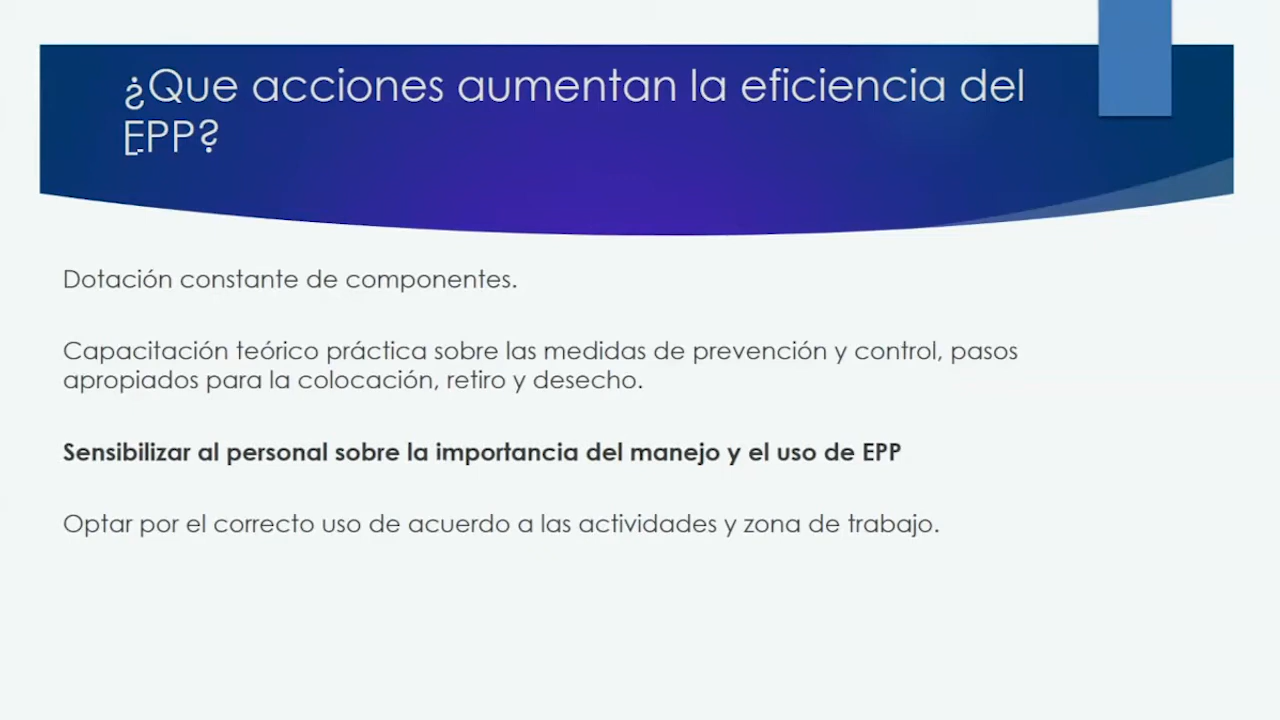 ¿Que acciones aumentan la eficiencia del
EPP?
Dotación constante de componentes.
Capacitación teórico práctica sobre las medidas de prevención y control, pasos
apropiados para la colocación, retiro y desecho.
Sensibilizar al personal sobre la importancia del manejo y el uso de EPP
Optar por el correcto uso de acuerdo a las actividades y zona de trabajo.